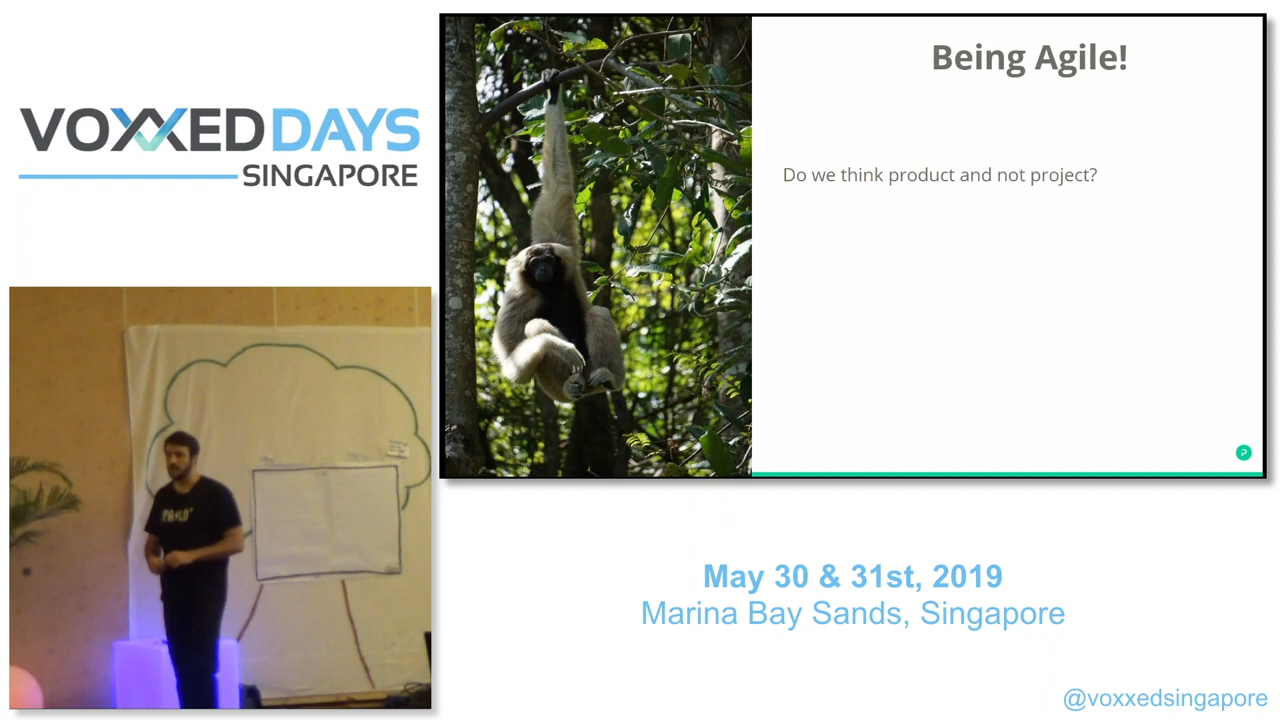 VOXXED DAYS
SINGAPORE
Being Agile!
Do we think product and not project?
May 30 & 31st, 2019
Marina Bay Sands, Singapore
@voxxedsingapore